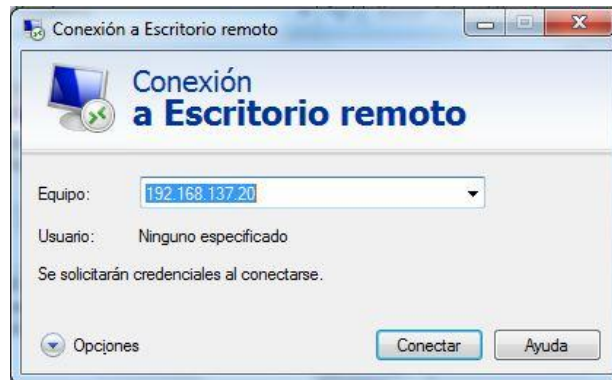 Conexión a Escritorio remoto
Conexión
a Escritorio remoto
Equipo: 192.168.137.20
Usuario: Ninguno especificado
Se solicitarán credenciales al conectarse.
Opciones Conectar Ayuda